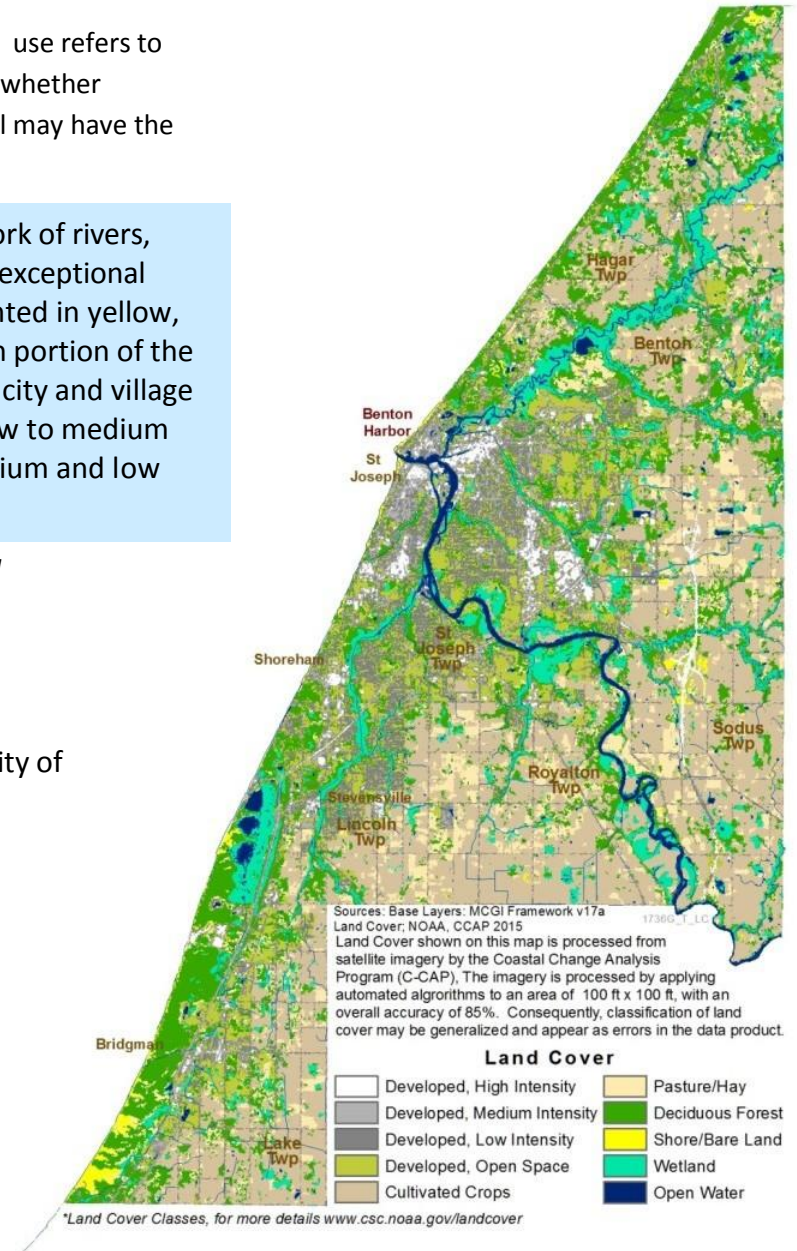 use refers to
whether
l may have the
ork of rivers,
exceptional
nted in yellow,
n portion of the
city and village
w to medium
lium and low
ity of
Hagar
Twp
Benton
Twp
Benton
Harbor
St
Joseph
St
Joseph
Twp
Shoreham
Sodus
Twp
Royalton
Twp
Stevensville
Lincoln
Twp
Bridgman
Lake
Twp
Sources: Base Layers: MCGI Framework v17a
1736G_T_LC
Land Cover; NOAA, CCAP 2015
Land Cover shown on this map is processed from
satellite imagery by the Coastal Change Analysis
Program (C-CAP), The imagery is processed by applying
automated algrorithms to an area of 100 ft x 100 ft, with an
overall accuracy of 85%. Consequently, classification of land
cover may be generalized and appear as errors in the data product.
Land Cover
Developed, High Intensity
Developed, Medium Intensity
Developed, Low Intensity
Developed, Open Space
Cultivated Crops
Pasture/Hay
Deciduous Forest
Shore/Bare Land
Wetland
Open Water
*Land Cover Classes, for more details www.csc.noaa.gov/landcover